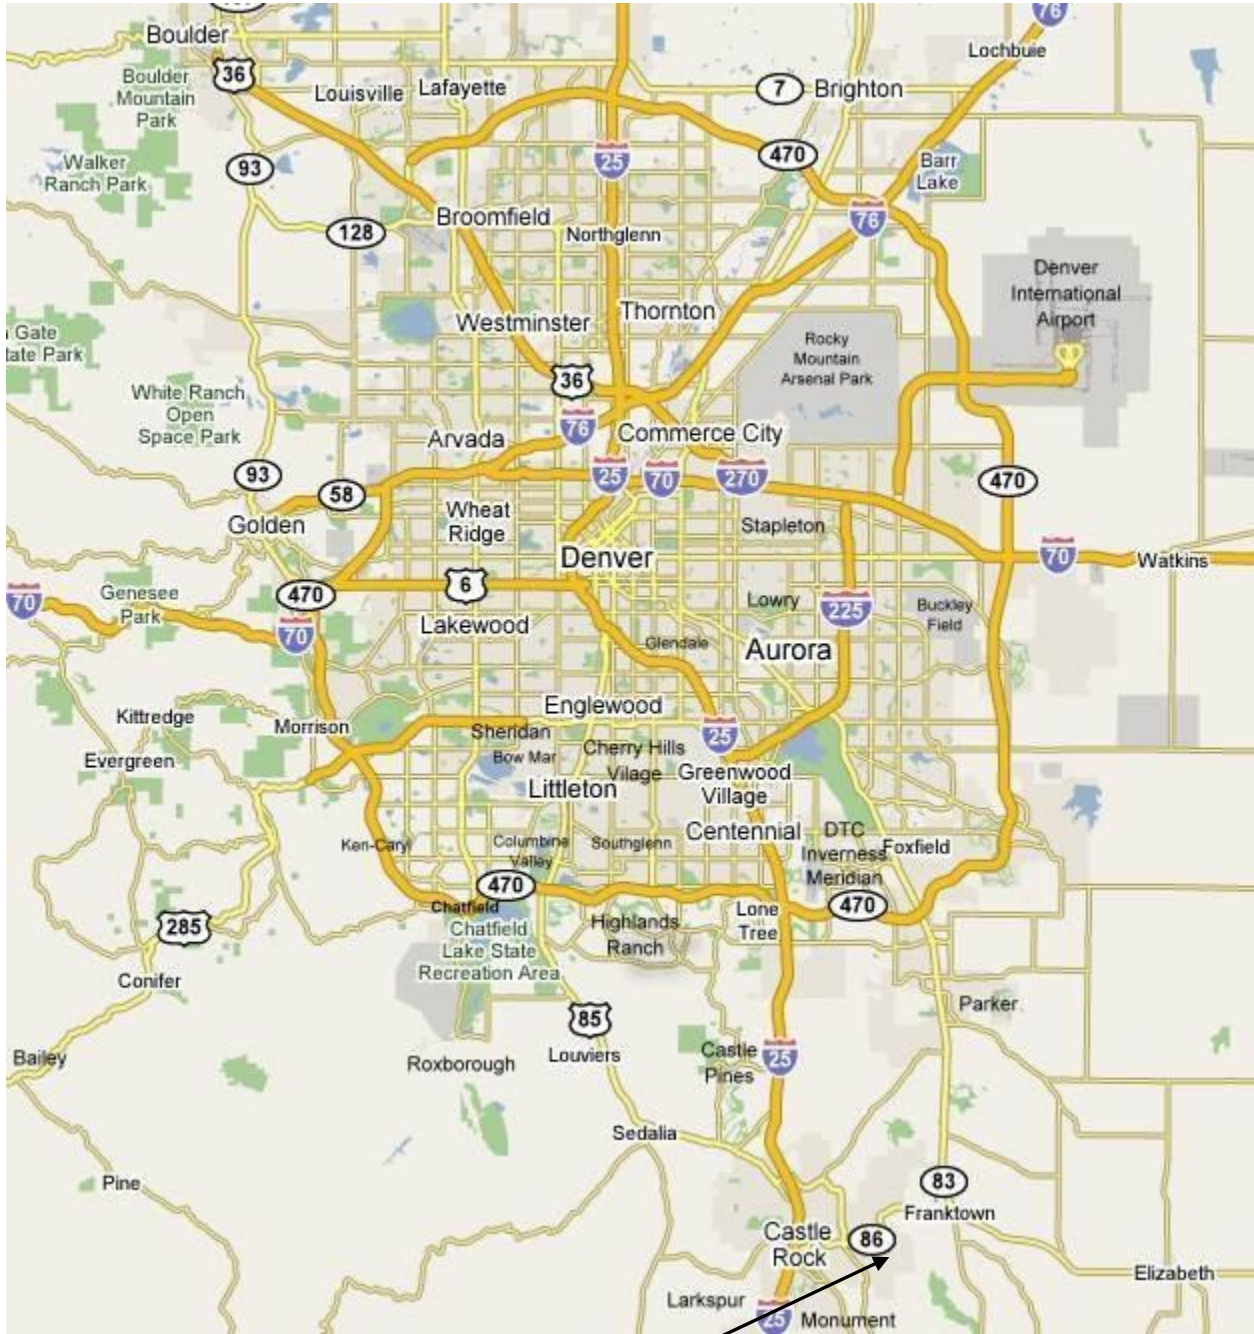 76
Boulder
Lochbuie
36
Boulder
Mountain
Park
Louisville
Lafayette
7
Brighton
Walker
Ranch Park
93
25
470
Barr
Lake
128
Broomfield
76
Northglenn
Denver
International
Airport
Westminster
Thornton
Gate
tate Park
Rocky
Mountain
Arsenal Park
36
White Ranch
Open
Space Park
76
Arvada
Commerce City
93
58
25
70
270
470
Golden
Wheat
Ridge
Stapleton
Denver
70
Watkins
70
Genesee
Park
470
6
Lowry
225
Buckley
Field
70
Lakewood
Glendale
Aurora
Kittredge
Morrison
Englewood
Sheridan
25
Evergreen
Bow Mar
Cherry Hills
Vilage
Littleton
Greenwood
Village
Ken-Caryl
Columbine
Valley
Southglenn
Centennial
DTC
Inverness
Meridian
Foxfield
470
470
Chatfield
285
Chatfield
Lake State
Recreation Area
Highlands
Ranch
Lone
Tree
Conifer
Parker
85
Bailey
Roxborough
Louviers
Castle
Pines
25
Sedalia
Pine
83
Franktown
Castle
Rock
86
Elizabeth
Larkspur
25
Monument